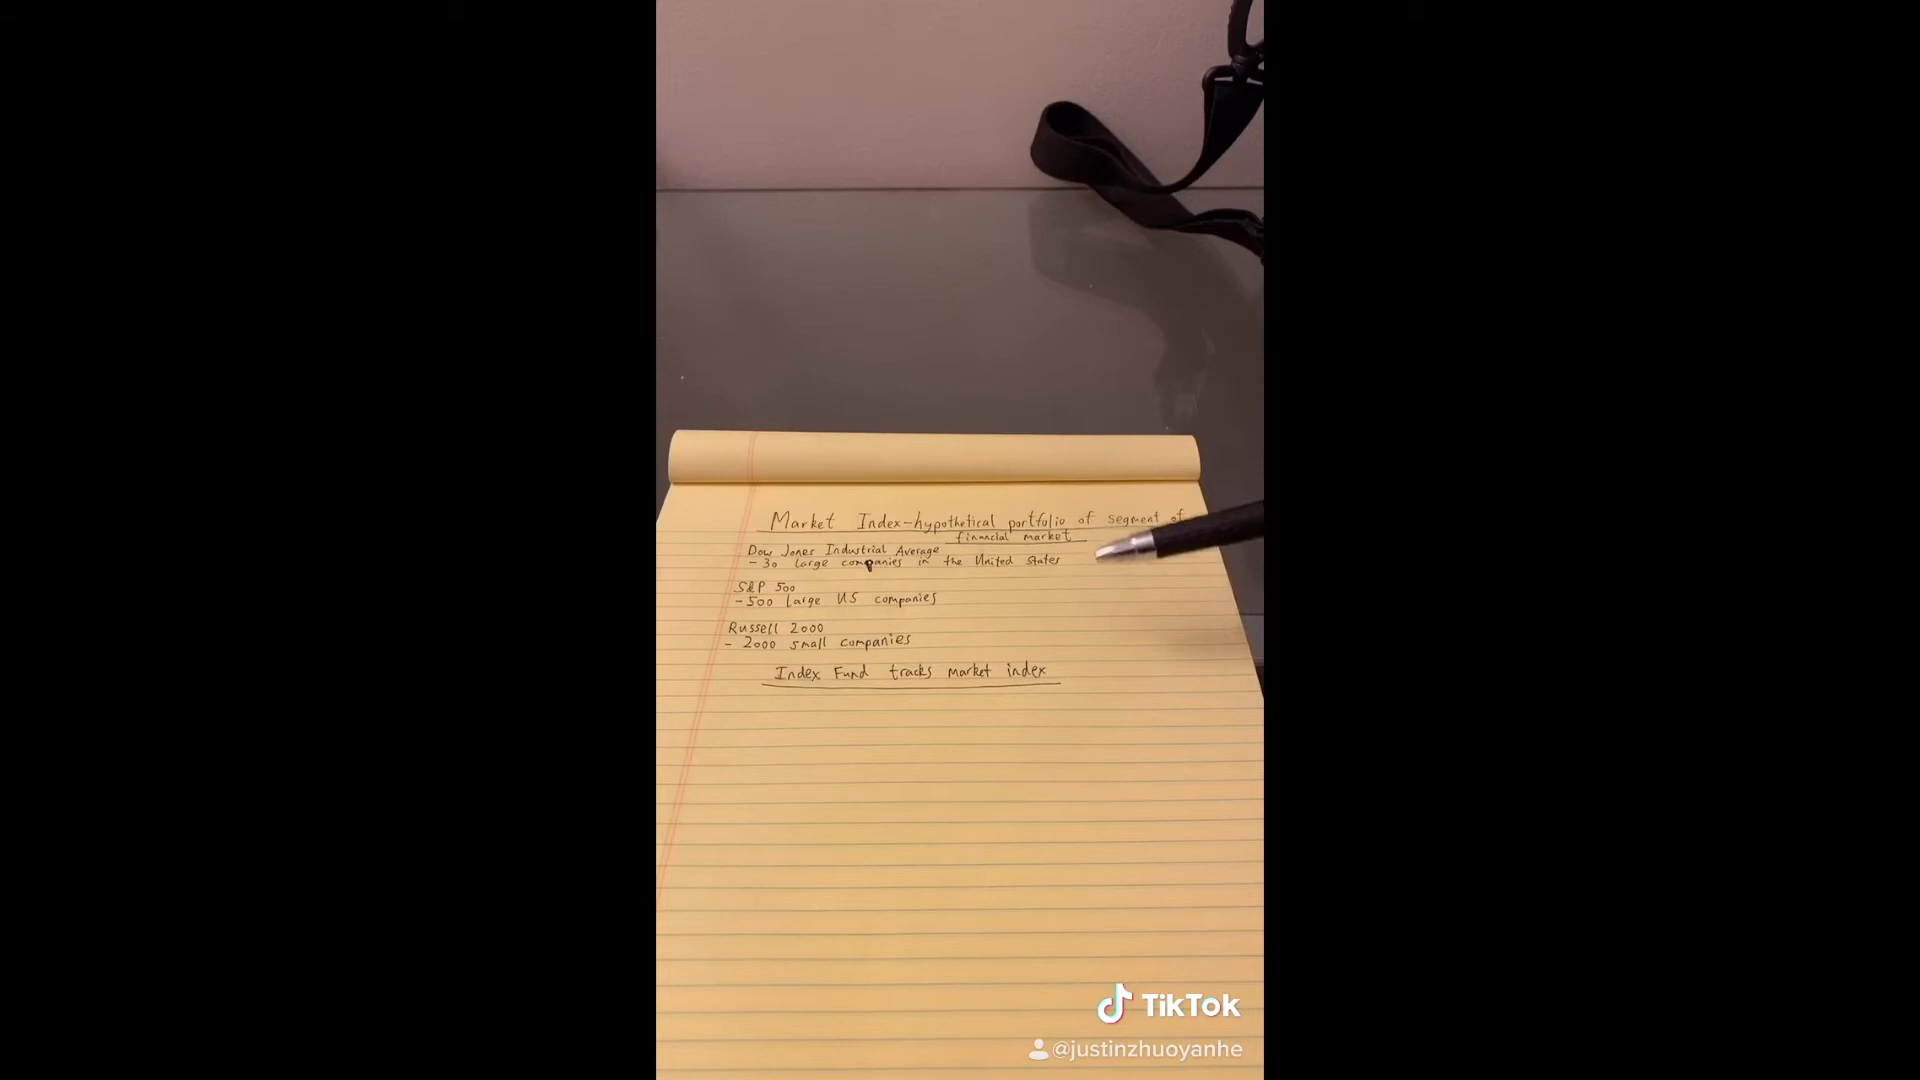 Market Index-hypothetical portfolio of segment of
financial market
Dow Jones Industrial Average
- 30 large companies in the United States
S&P 500
- 500 large US companies
Russell 2000
- 2000 small companies
Index Fund tracks market index
TikTok
@justinzhuoyanhe